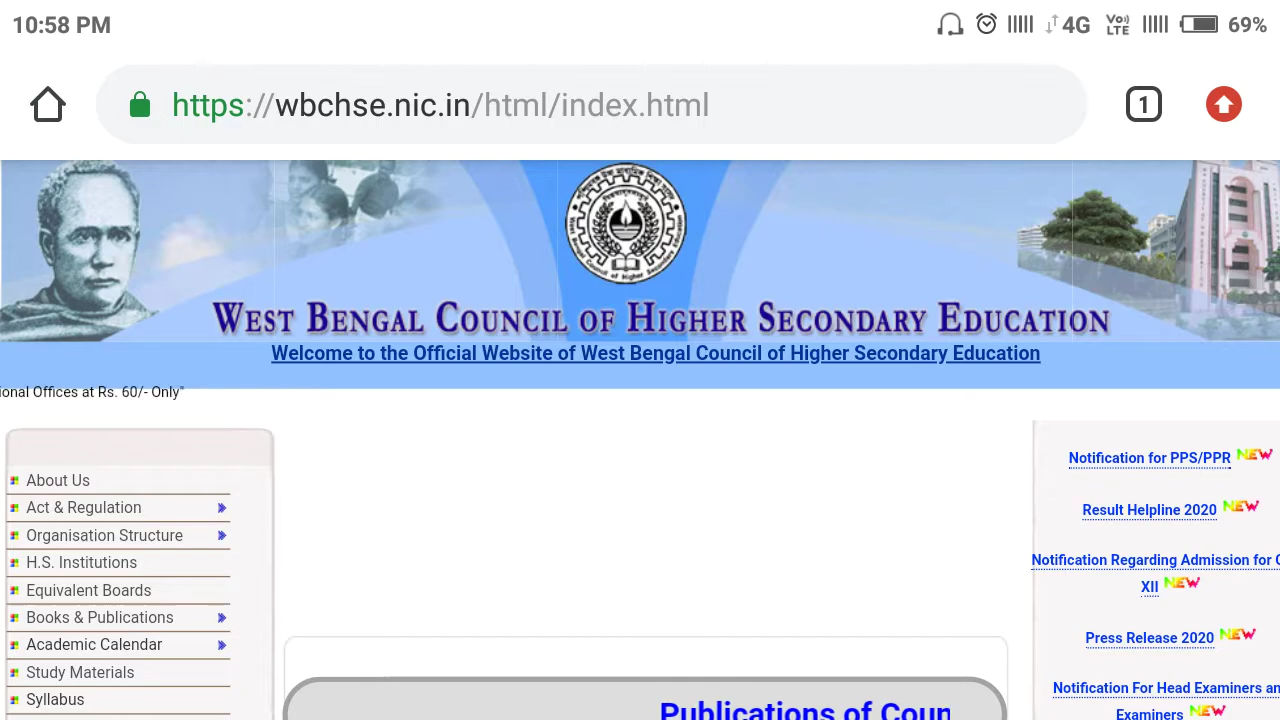 10:58 PM 4G Vo)) LTE 69%
https://wbchse.nic.in/html/index.html 1
WEST BENGAL COUNCIL OF HIGHER SECONDARY EDUCATION
Welcome to the Official Website of West Bengal Council of Higher Secondary Education
ional Offices at Rs. 60/- Only"
About Us
Act & Regulation
Organisation Structure
H.S. Institutions
Equivalent Boards
Books & Publications
Academic Calendar
Study Materials
Syllabus
Publications of Coun
Notification for PPS/PPR NEW
Result Helpline 2020 NEW
Notification Regarding Admission for
XII NEW
Press Release 2020 NEW
Notification For Head Examiners an
Examiners NEW